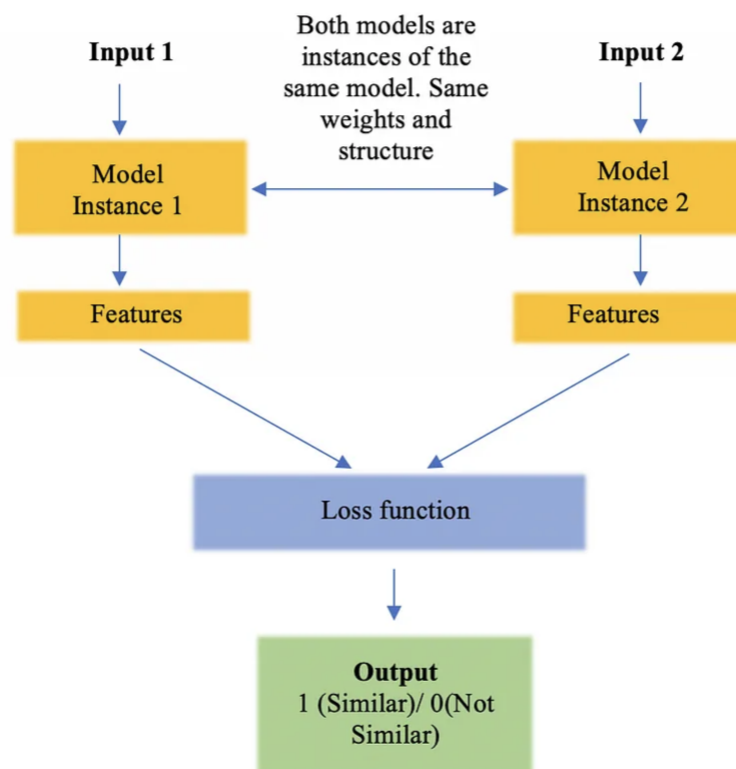 Input 1
Both models are
instances of the
same model. Same
weights and
structure
Input 2
Model
Instance 1
Model
Instance 2
Features
Features
Loss function
Output
1 (Similar)/ 0(Not
Similar)